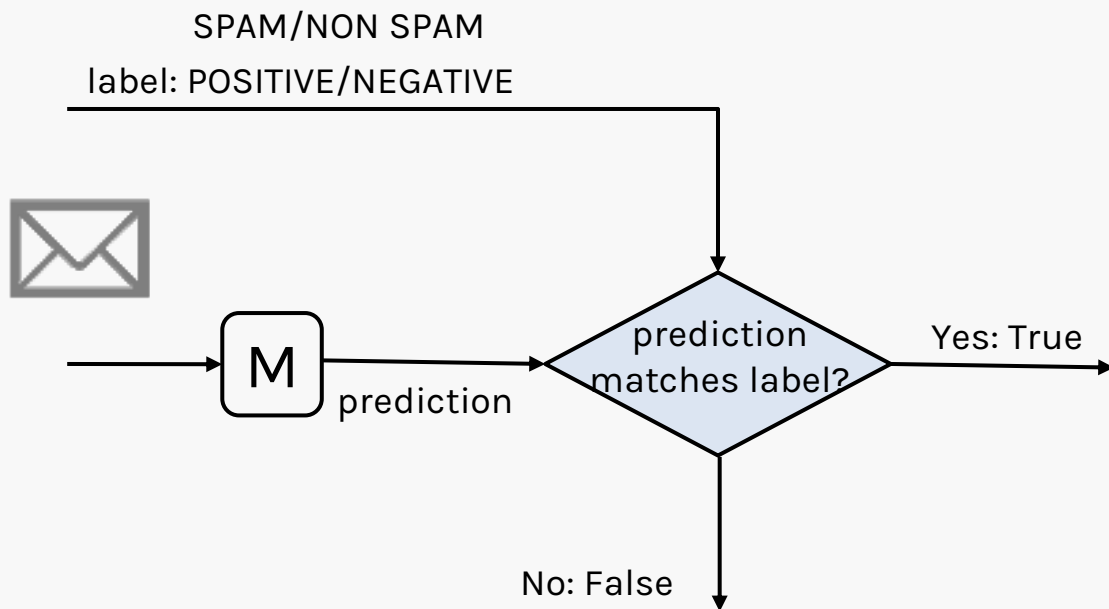 SPAM/NON SPAM
label: POSITIVE/NEGATIVE
prediction
matches label?
Yes: True
M
prediction
No: False